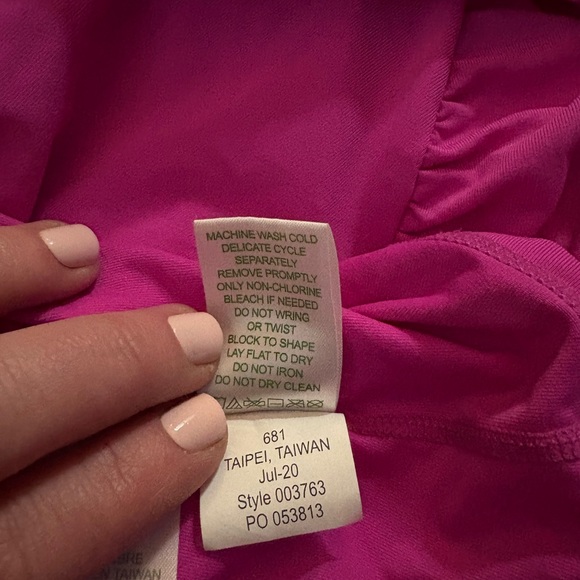 MACHINE WASH COLD
DELICATE CYCLE
SEPARATELY
REMOVE PROMPTLY
ONLY NON-CHLORINE
BLEACH IF NEEDED
DO NOT WRING
OR TWIST
BLOCK TO SHAPE
LAY FLAT TO DRY
DO NOT IRON
DO NOT DRY CLEAN
681
TAIPEI, TAIWAN
Jul-20
Style 003763
PO 053813
TAIWAN